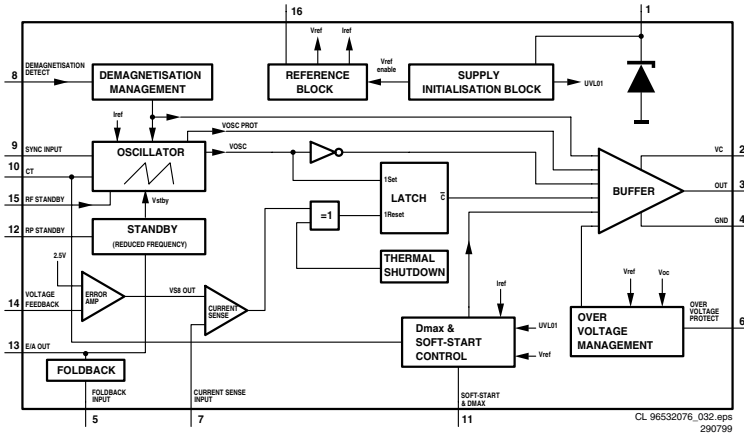 16
1
Vref
Iref
Vref
enable
DEMAGNETISATION
DETECT
8
DEMAGNETISATION
MANAGEMENT
REFERENCE
BLOCK
SUPPLY
INITIALISATION BLOCK
UVL01
Iref
VOSC PROT
9
SYNC INPUT
OSCILLATOR
VOSC
VC
2
10
CT
1Set
LATCH
C
1Reset
BUFFER
OUT
3
15
RF STANDBY
Vstby
=1
GND
4
12
RP STANDBY
STANDBY
(REDUCED FREQUENCY)
THERMAL
SHUTDOWN
2.5V
ERROR
AMP
VS8 OUT
CURRENT
SENSE
Iref
Vref
Voc
14
VOLTAGE
FEEDBACK
OVER
VOLTAGE
PROTECT
6
OVER
VOLTAGE
MANAGEMENT
Dmax &
SOFT-START
CONTROL
UVL01
Vref
13
E/A OUT
FOLDBACK
FOLDBACK
INPUT
5
CURRENT SENSE
INPUT
7
SOFT-START
& DMAX
11
CL 96532076_032.eps
290799